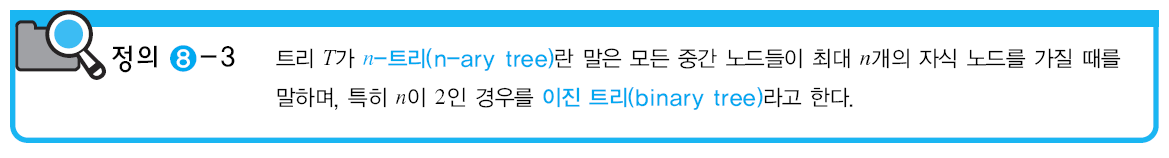 정의 8-3 트리 T가 n-트리(n-ary tree)란 말은 모든 중간 노드들이 최대 n개의 자식 노드를 가질 때를
말하며, 특히 n이 2인 경우를 이진 트리(binary tree)라고 한다.